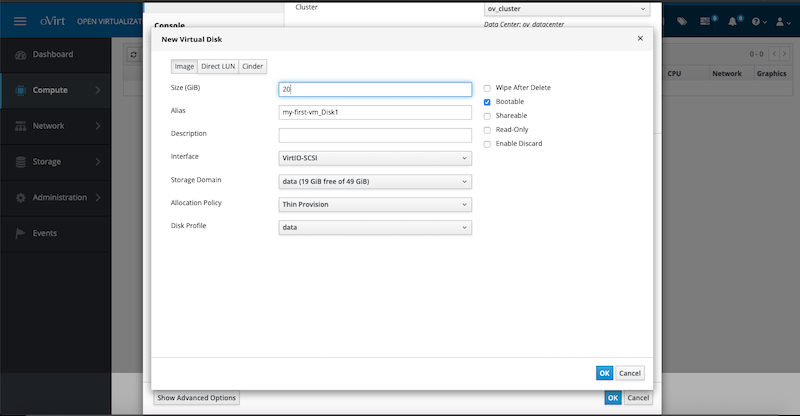 Cluster
ov_cluster
oVirt
OPEN VIRTUALIZAT
Console
Data Center: ov_datacenter
New Virtual Disk
Dashboard
0 - 0
Image
Direct LUN
Cinder
CPU
Network
Graphics
Compute
Size (GiB)
20
Wipe After Delete
Bootable
Alias
my-first-vm_Disk1
Shareable
Network
Description
Read-Only
Enable Discard
Interface
VirtIO-SCSI
Storage
Storage Domain
data (19 GiB free of 49 GiB)
Administration
Allocation Policy
Thin Provision
Disk Profile
data
Events
OK
Cancel
Show Advanced Options
OK
Cancel